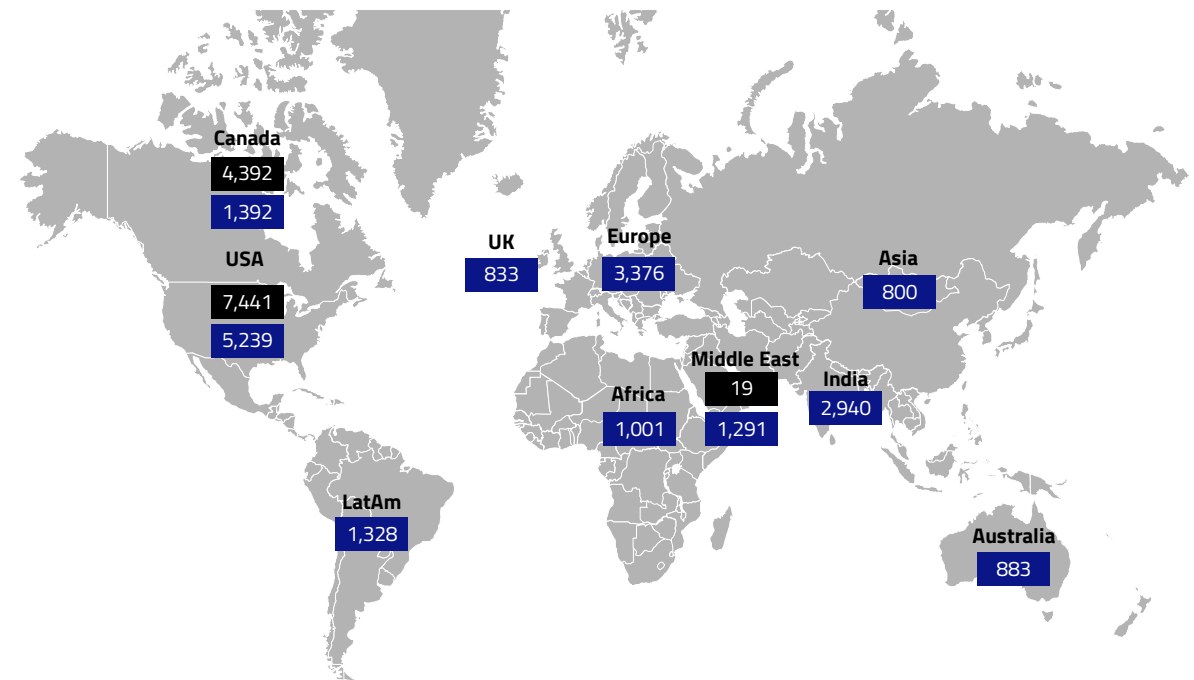 Canada
4,392
1,392
USA
7,441
5,239
UK
833
Europe
3,376
Asia
800
Middle East
19
1,291
India
2,940
Africa
1,001
LatAm
1,328
Australia
883